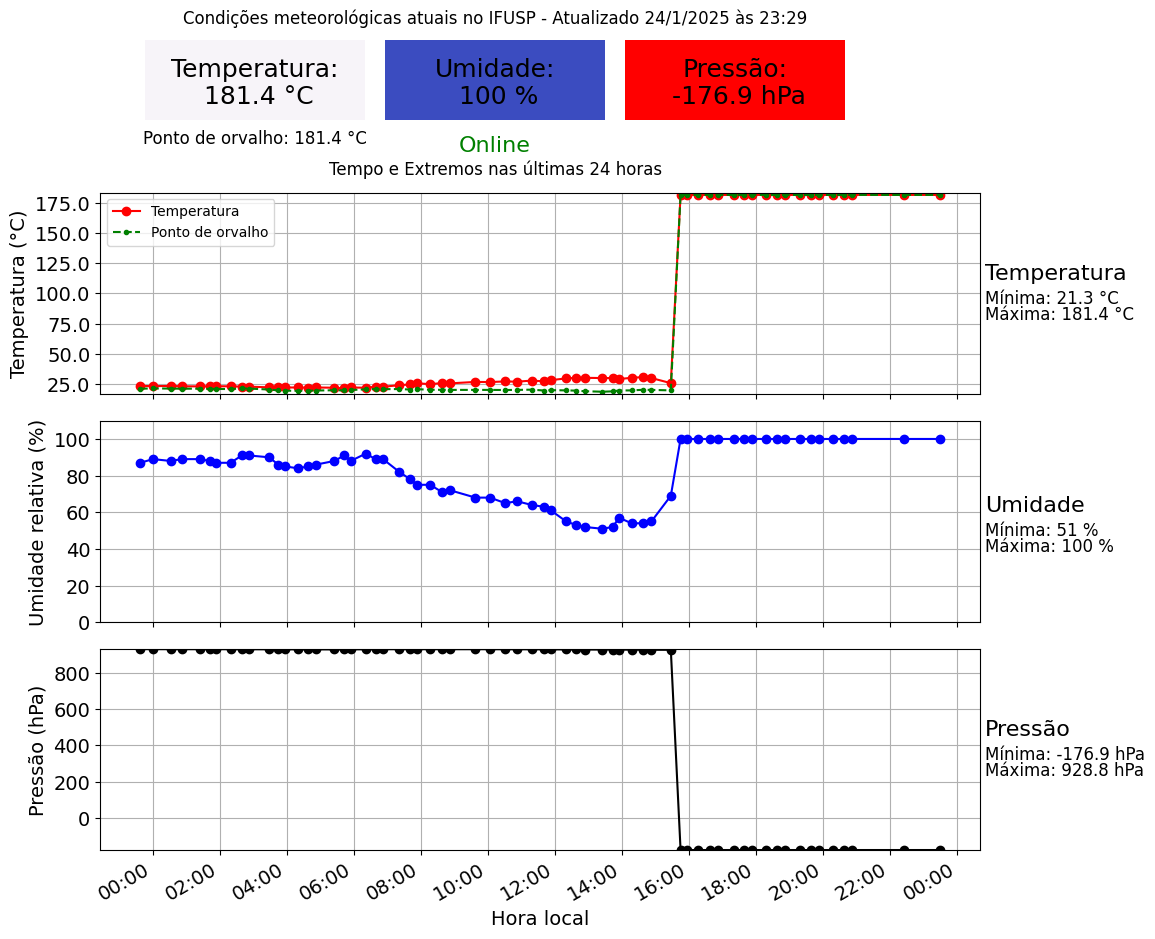 Condições meteorológicas atuais no IFUSP - Atualizado 24/1/2025 às 23:29
Temperatura:
181.4 °C
Umidade:
100 %
Pressão:
-176.9 hPa
Ponto de orvalho: 181.4 °C
Online
Tempo e Extremos nas últimas 24 horas
Temperatura (°C)
175.0
150.0
125.0
100.0
75.0
50.0
25.0
Temperatura
Ponto de orvalho
Temperatura
Mínima: 21.3 °C
Máxima: 181.4 °C
Umidade relativa (%)
100
80
60
40
20
0
Umidade
Mínima: 51 %
Máxima: 100 %
Pressão (hPa)
800
600
400
200
0
Pressão
Mínima: -176.9 hPa
Máxima: 928.8 hPa
00:00 02:00 04:00 06:00 08:00 10:00 12:00 14:00 16:00 18:00 20:00 22:00 00:00
Hora local